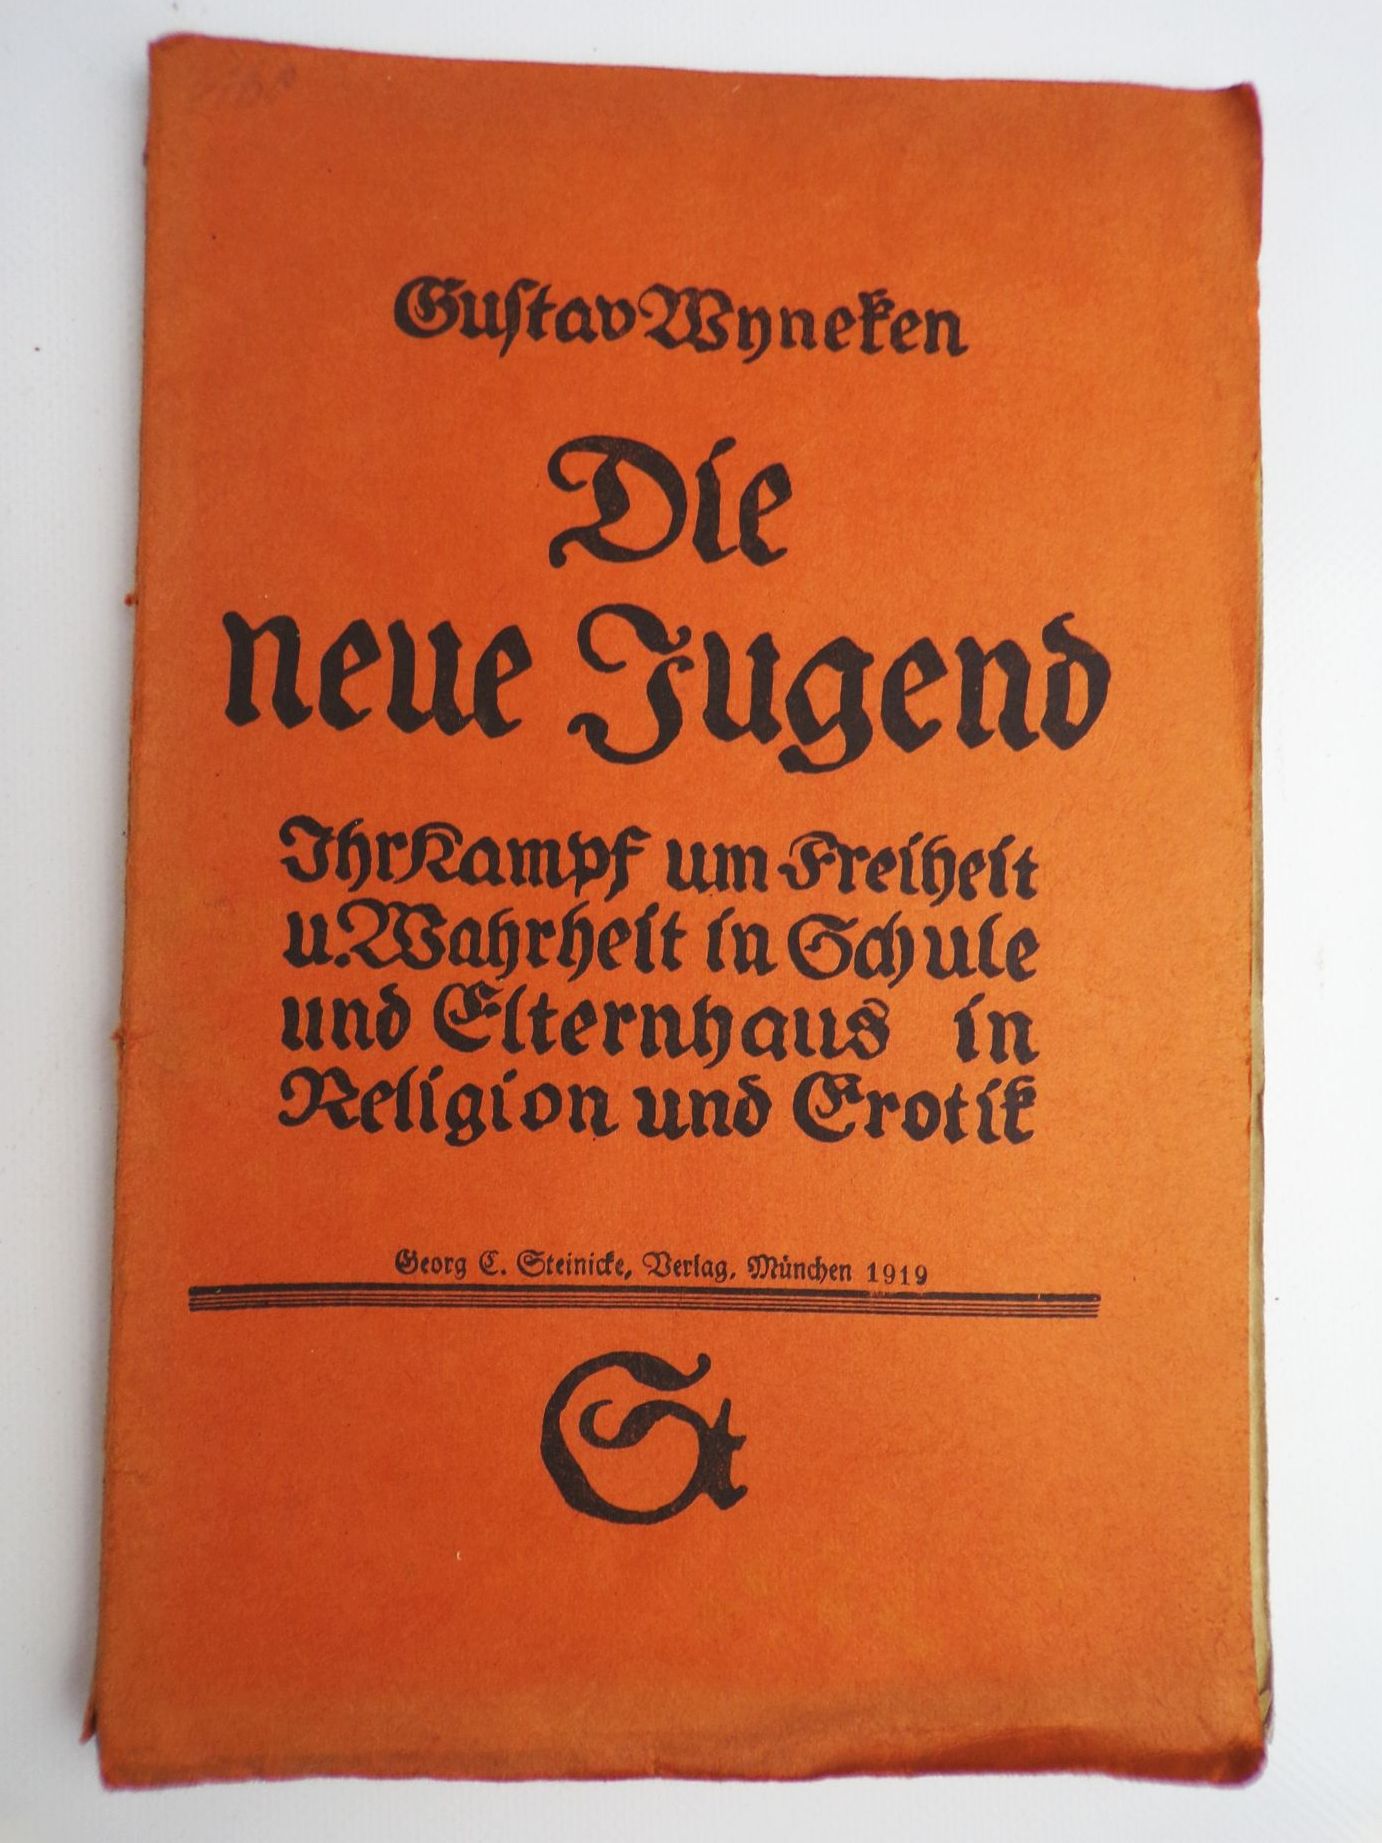 Gustav Wyneken
Die
neue Jugend
Ihr Kampf um Freiheit
u. Wahrheit in Schule
und Elternhaus in
Religion und Erotik
Georg C. Steinicke, Verlag, München 1919
St